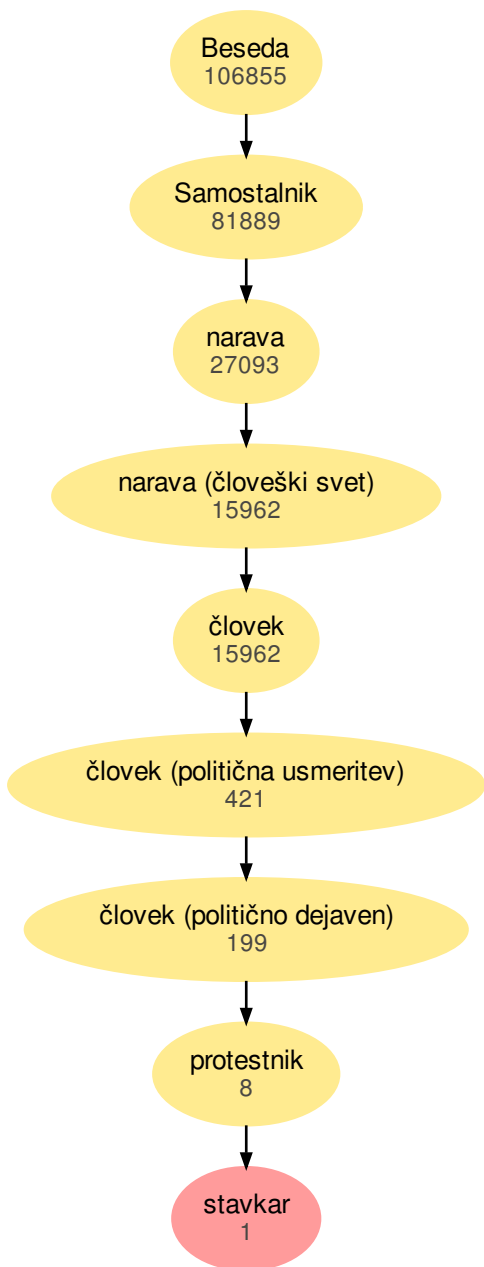 Beseda
106855
Samostalnik
81889
narava
27093
narava (človeški svet)
15962
človek
15962
človek (politična usmeritev)
421
človek (politično dejaven)
199
protestnik
8
stavkar
1